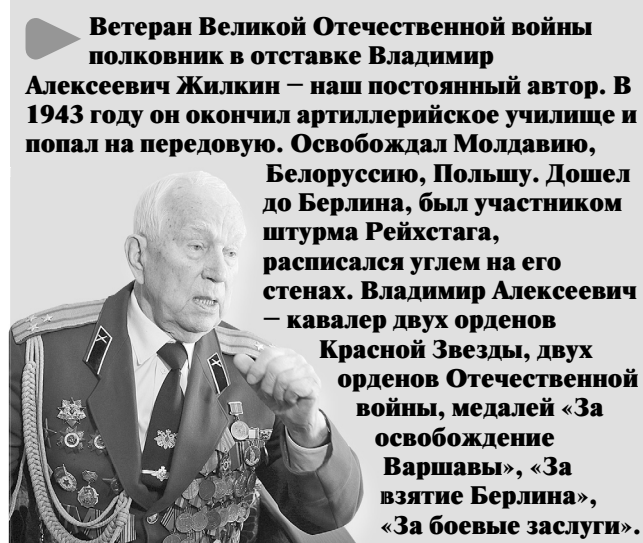 Ветеран Великой Отечественной войны
полковник в отставке Владимир
Алексеевич Жилкин – наш постоянный автор. В
1943 году он окончил артиллерийское училище и
попал на передовую. Освобождал Молдавию,
Белоруссию, Польшу. Дошел
до Берлина, был участником
штурма Рейхстага,
расписался углем на его
стенах. Владимир Алексеевич
– кавалер двух орденов
Красной Звезды, двух
орденов Отечественной
войны, медалей «За
освобождение
Варшавы», «За
взятие Берлина»,
«За боевые заслуги».